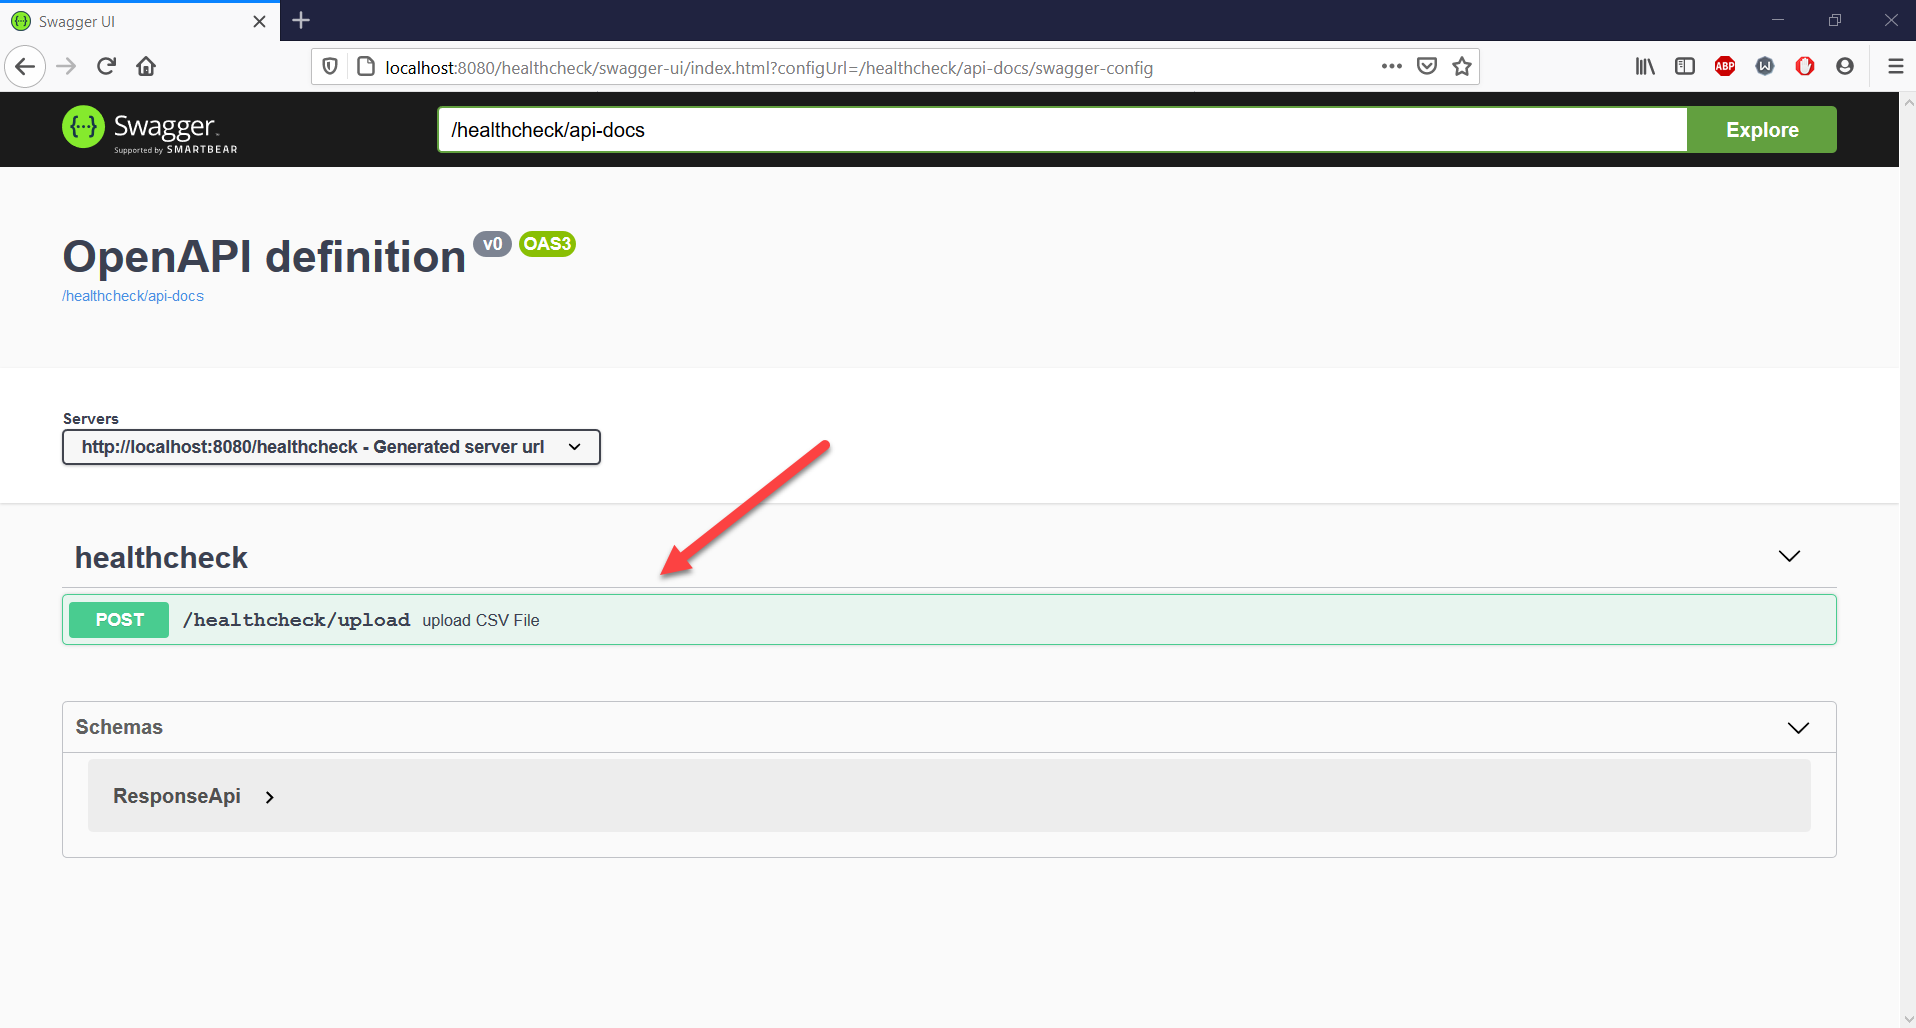 Swagger UI
localhost:8080/healthcheck/swagger-ui/index.html?configUrl=/healthcheck/api-docs/swagger-config
ABP
W
{···} Swagger.
Supported by SMARTBEAR
/healthcheck/api-docs
Explore
OpenAPI definition v0 OAS3
/healthcheck/api-docs
Servers
http://localhost:8080/healthcheck - Generated server url
healthcheck
POST /healthcheck/upload upload CSV File
Schemas
ResponseApi